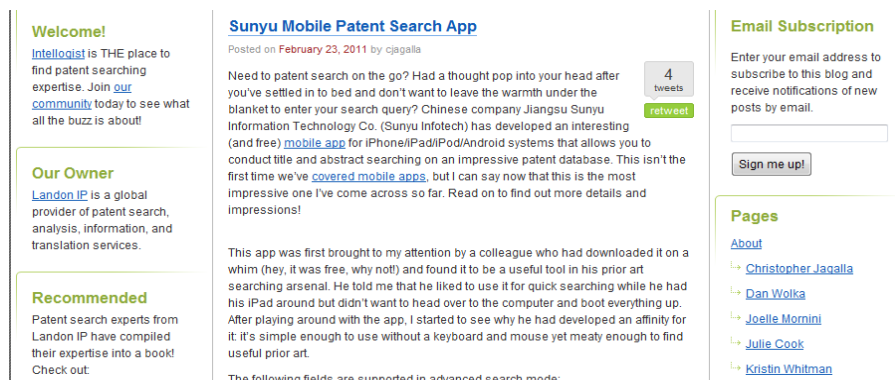 Welcome!
Intellogist is THE place to
find patent searching
expertise. Join our
community today to see what
all the buzz is about!
Our Owner
Landon IP is a global
provider of patent search,
analysis, information, and
translation services.
Recommended
Patent search experts from
Landon IP have compiled
their expertise into a book!
Check out:
Sunyu Mobile Patent Search App
Posted on February 23, 2011 by cjagalla
4
tweets
retweet
Need to patent search on the go? Had a thought pop into your head after
you've settled in to bed and don't want to leave the warmth under the
blanket to enter your search query? Chinese company Jiangsu Sunyu
Information Technology Co. (Sunyu Infotech) has developed an interesting
(and free) mobile app for iPhone/iPad/iPod/Android systems that allows you to
conduct title and abstract searching on an impressive patent database. This isn't the
first time we've covered mobile apps, but I can say now that this is the most
impressive one I've come across so far. Read on to find out more details and
impressions!
This app was first brought to my attention by a colleague who had downloaded it on a
whim (hey, it was free, why not!) and found it to be a useful tool in his prior art
searching arsenal. He told me that he liked to use it for quick searching while he had
his iPad around but didn't want to head over to the computer and boot everything up.
After playing around with the app, I started to see why he had developed an affinity for
it: it's simple enough to use without a keyboard and mouse yet meaty enough to find
useful prior art.
The following fields are supported in advanced search mode:
Email Subscription
Enter your email address to
subscribe to this blog and
receive notifications of new
posts by email.
Sign me up!
Pages
About
Christopher Jagalla
Dan Wolka
Joelle Mornini
Julie Cook
Kristin Whitman